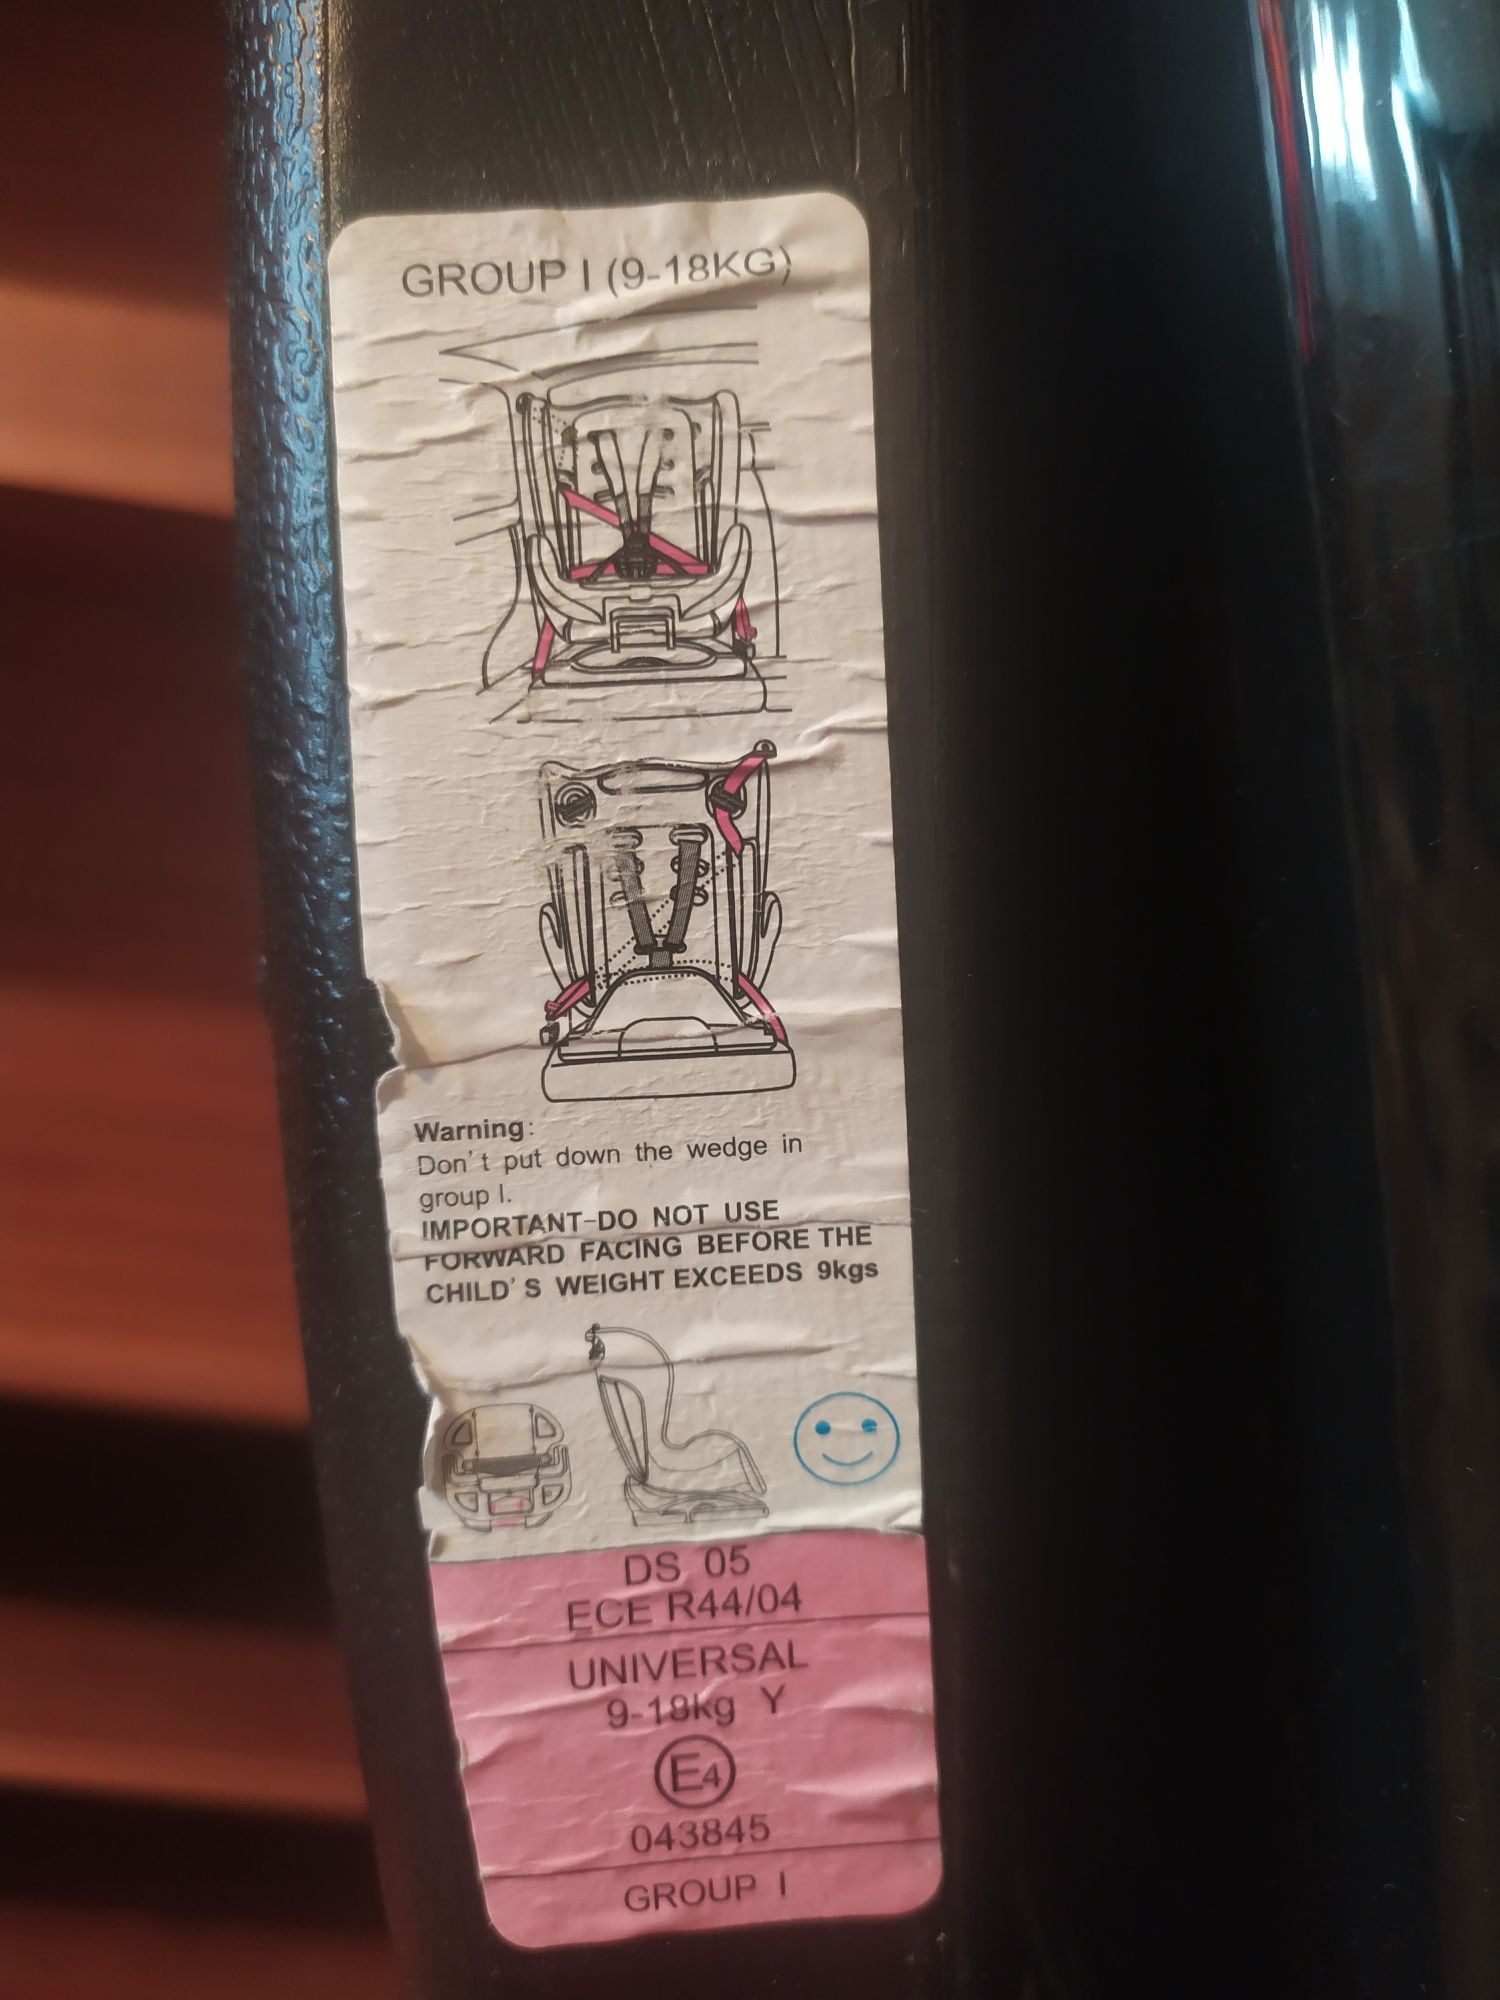 GROUP I (9-18KG)
Warning:
Don't put down the wedge in
group I.
IMPORTANT-DO NOT USE
FORWARD FACING BEFORE THE
CHILD'S WEIGHT EXCEEDS 9kgs
DS 05
ECE R44/04
UNIVERSAL
9-18kg Y
E4
043845
GROUP I